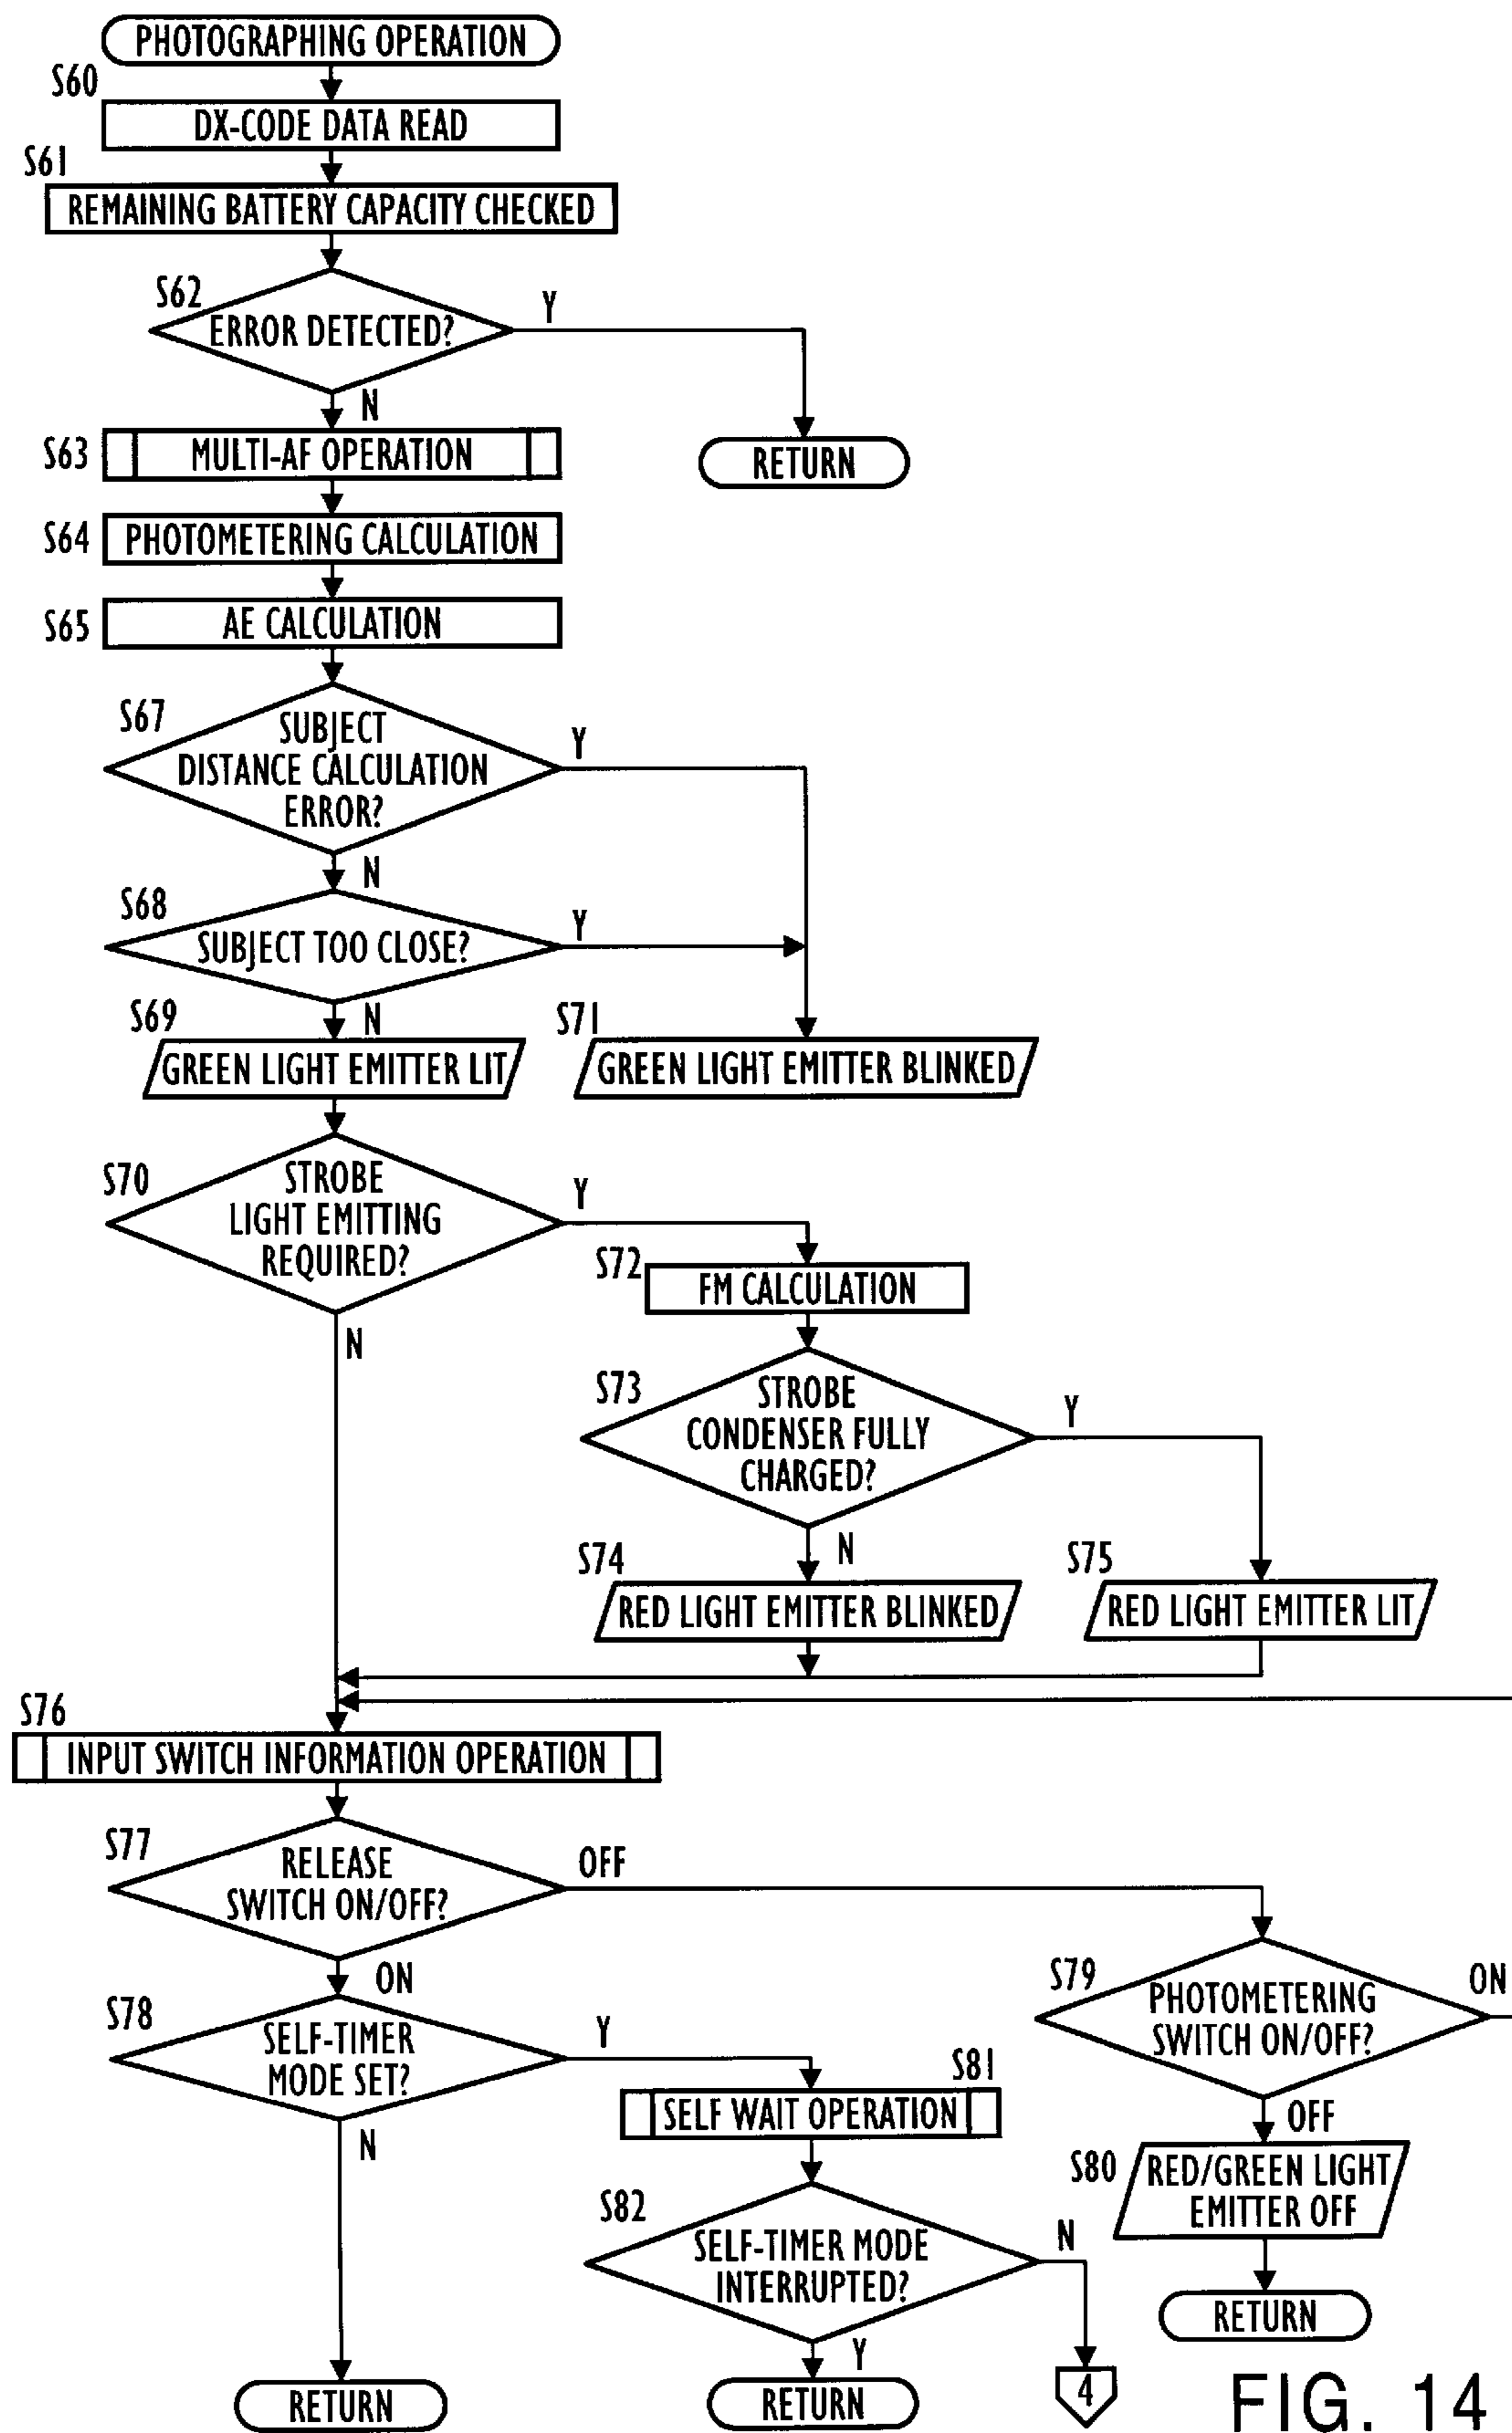 PHOTOGRAPHING OPERATION
S60
DX-CODE DATA READ
S61
REMAINING BATTERY CAPACITY CHECKED
S62
ERROR DETECTED?
Y
N
S63
MULTI-AF OPERATION
RETURN
S64
PHOTOMETERING CALCULATION
S65
AE CALCULATION
S67
SUBJECT
DISTANCE CALCULATION
ERROR?
Y
N
S68
SUBJECT TOO CLOSE?
Y
N
S69
GREEN LIGHT EMITTER LIT
S71
GREEN LIGHT EMITTER BLINKED
S70
STROBE
LIGHT EMITTING
REQUIRED?
Y
N
S72
FM CALCULATION
S73
STROBE
CONDENSER FULLY
CHARGED?
Y
N
S74
RED LIGHT EMITTER BLINKED
S75
RED LIGHT EMITTER LIT
S76
INPUT SWITCH INFORMATION OPERATION
S77
RELEASE
SWITCH ON/OFF?
OFF
ON
S78
SELF-TIMER
MODE SET?
Y
N
S79
PHOTOMETERING
SWITCH ON/OFF?
ON
OFF
S81
SELF WAIT OPERATION
S80
RED/GREEN LIGHT
EMITTER OFF
S82
SELF-TIMER MODE
INTERRUPTED?
N
Y
RETURN
RETURN
RETURN
4
FIG. 14